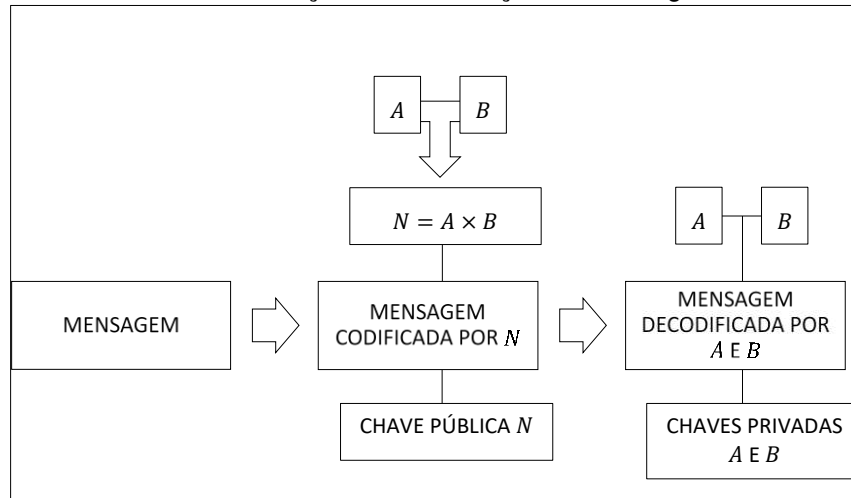 A B
N = A × B
A B
MENSAGEM
MENSAGEM
CODIFICADA POR N
MENSAGEM
DECODIFICADA POR
A E B
CHAVE PÚBLICA N
CHAVES PRIVADAS
A E B